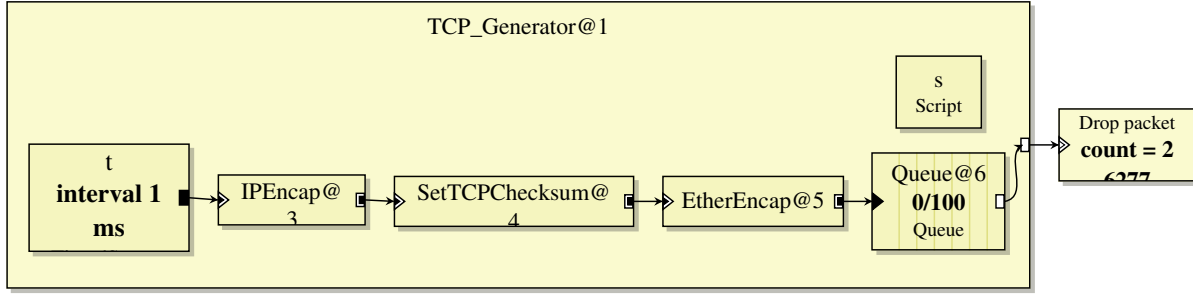 TCP_Generator@1
s
Script
t
interval 1
ms
IPEncap@
3
SetTCPChecksum@
4
EtherEncap@5
Queue@6
0/100
Queue
Drop packet
count = 2
6277